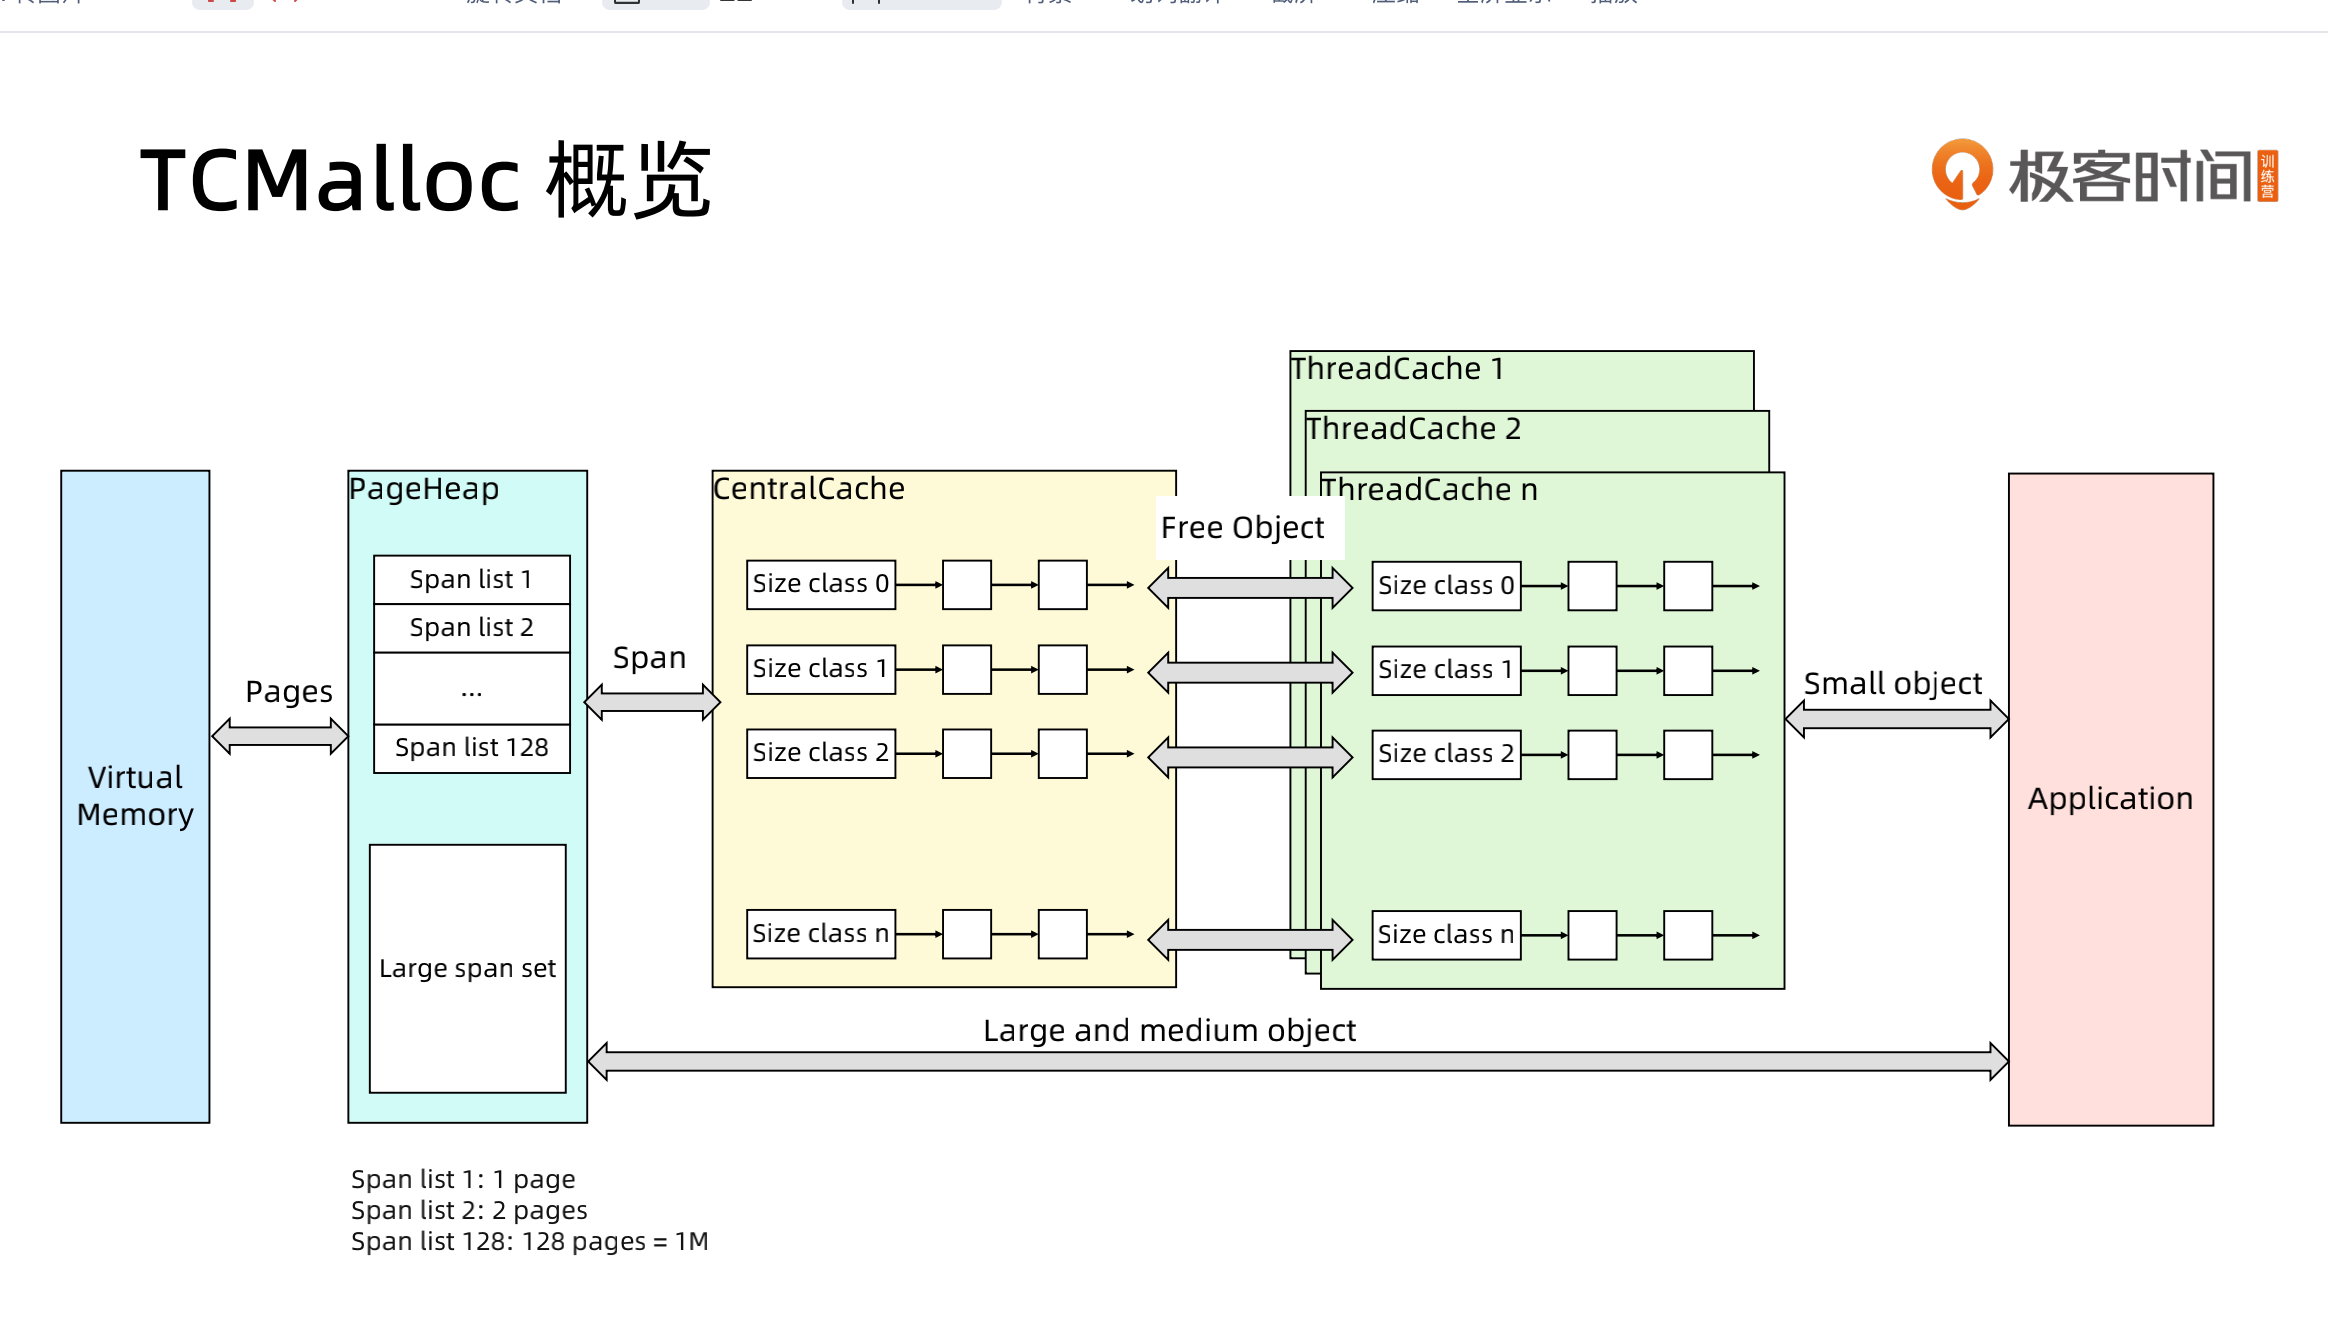 TCMalloc 概览
极客时间
训练营
ThreadCache 1
ThreadCache 2
ThreadCache n
PageHeap
CentralCache
Free Object
Span list 1
Span list 2
...
Span list 128
Size class 0
Size class 1
Size class 2
Size class n
Size class 0
Size class 1
Size class 2
Size class n
Span
Pages
Small object
Virtual
Memory
Application
Large span set
Large and medium object
Span list 1: 1 page
Span list 2: 2 pages
Span list 128: 128 pages = 1M